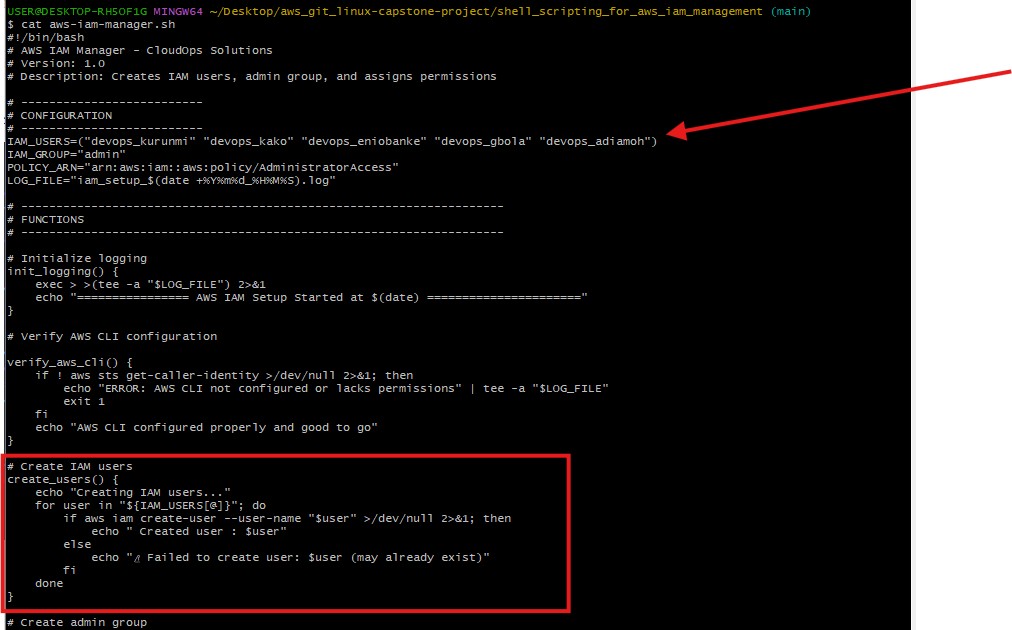 USER@DESKTOP-RH5OF1G MINGW64 ~/Desktop/aws_git_linux-capstone-project/shell_scripting_for_aws_iam_management (main)
$ cat aws-iam-manager.sh
#!/bin/bash
# AWS IAM Manager - CloudOps Solutions
# Version: 1.0
# Description: Creates IAM users, admin group, and assigns permissions

# --------------------------
# CONFIGURATION
# --------------------------
IAM_USERS=("devops_kurunmi" "devops_kako" "devops_eniobanke" "devops_gbola" "devops_adiamoh")
IAM_GROUP="admin"
POLICY_ARN="arn:aws:iam::aws:policy/AdministratorAccess"
LOG_FILE="iam_setup_$(date +%Y%m%d_%H%M%S).log"

# ---------------------------------------------------------------------
# FUNCTIONS
# ---------------------------------------------------------------------

# Initialize logging
init_logging() {
    exec > >(tee -a "$LOG_FILE") 2>&1
    echo "================ AWS IAM Setup Started at $(date) ======================"
}

# Verify AWS CLI configuration

verify_aws_cli() {
    if ! aws sts get-caller-identity >/dev/null 2>&1; then
        echo "ERROR: AWS CLI not configured or lacks permissions" | tee -a "$LOG_FILE"
        exit 1
    fi
    echo "AWS CLI configured properly and good to go"
}

# Create IAM users
create_users() {
    echo "Creating IAM users..."
    for user in "${IAM_USERS[@]}"; do
        if aws iam create-user --user-name "$user" >/dev/null 2>&1; then
            echo " Created user : $user"
        else
            echo "⚠ Failed to create user: $user (may already exist)"
        fi
    done
}

# Create admin group